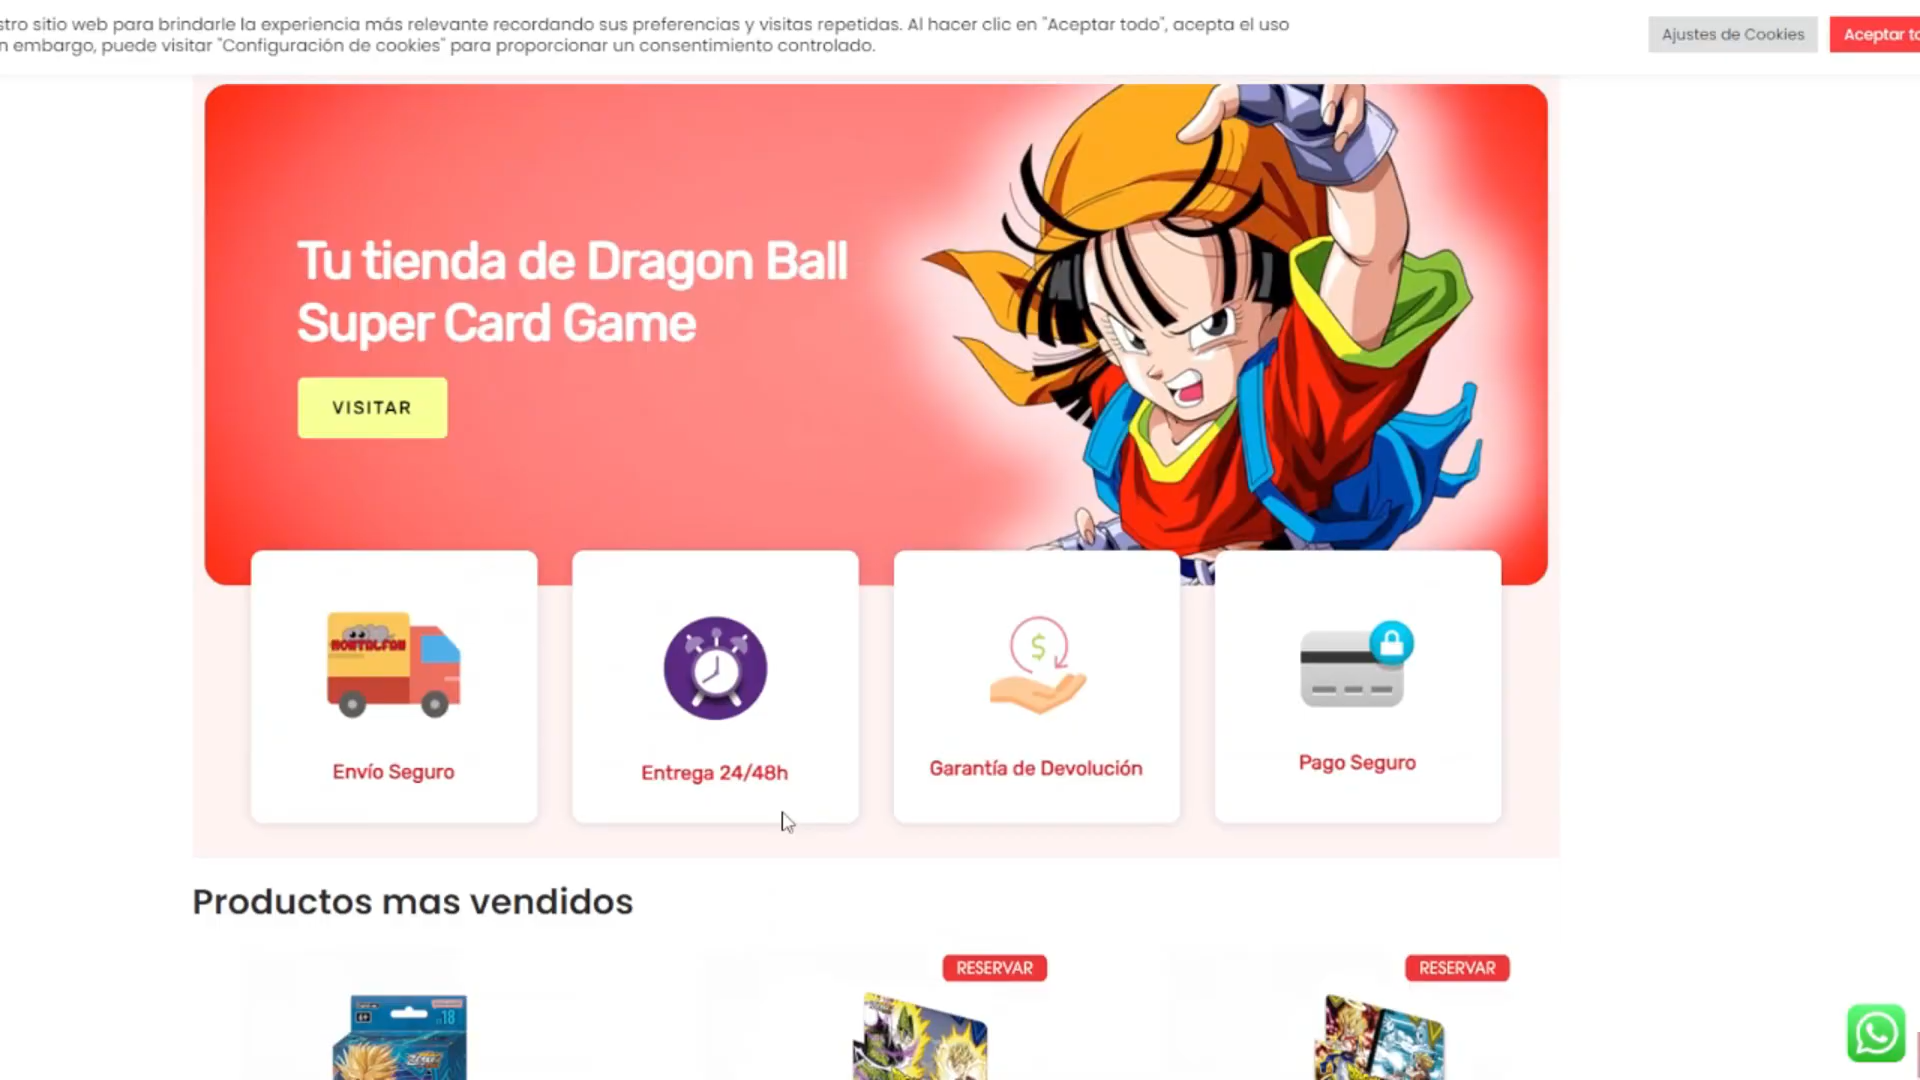 stro sitio web para brindarle la experiencia más relevante recordando sus preferencias y visitas repetidas. Al hacer clic en "Aceptar todo", acepta el uso
n embargo, puede visitar "Configuración de cookies" para proporcionar un consentimiento controlado.
Ajustes de Cookies
Aceptar to
Tu tienda de Dragon Ball
Super Card Game
VISITAR
MORTALFAN
Envío Seguro
Entrega 24/48h
Garantía de Devolución
Pago Seguro
Productos mas vendidos
RESERVAR
RESERVAR
18